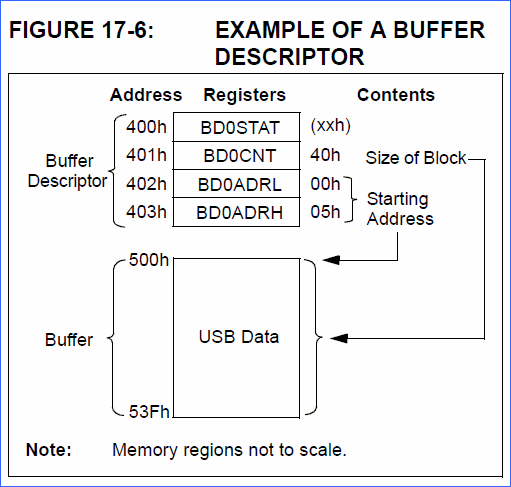 FIGURE 17-6: EXAMPLE OF A BUFFER
DESCRIPTOR
Address Registers Contents
400h BD0STAT (xxh)
401h BD0CNT 40h Size of Block
Buffer
Descriptor
402h BD0ADRL 00h
403h BD0ADRH 05h
Starting
Address
500h
Buffer USB Data
53Fh
Note: Memory regions not to scale.